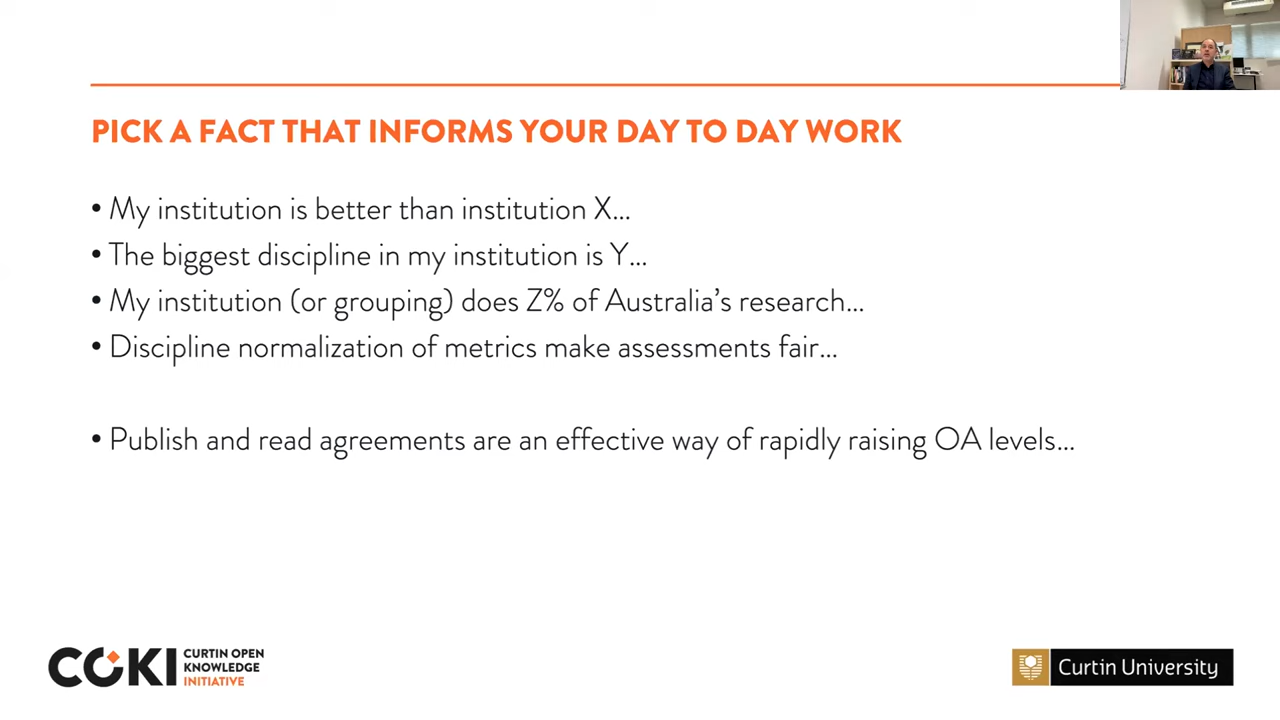 PICK A FACT THAT INFORMS YOUR DAY TO DAY WORK
• My institution is better than institution X...
• The biggest discipline in my institution is Y...
• My institution (or grouping) does Z% of Australia's research...
• Discipline normalization of metrics make assessments fair...
• Publish and read agreements are an effective way of rapidly raising OA levels...
COKI
CURTIN OPEN
KNOWLEDGE
INITIATIVE
Curtin University